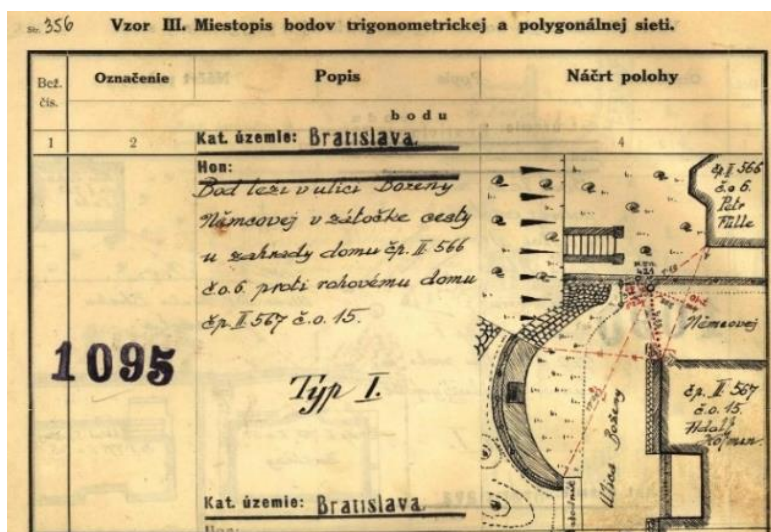 Str. 356 Vzor III. Miestopis bodov trigonometrickej a polygonálnej sieti.
Bež. čís.
Označenie
Popis
Náčrt polohy
bodu
1
2
4
Kat. územie: Bratislava.
Hon:
Bod leží v ulici Boženy
Němcovej v zátočke cesty
u zahrady domu čp. II 566
č.o 6. proti rohovému domu
čp. II 567 č.o. 15.
1095
Typ I.
čp. II 566
č.o 6.
Petr
Fülle
Němcovej
čp. II 567
č.o. 15.
Adolf
Hofman.
Ulica Boženy
Kat. územie: Bratislava.
Hon: